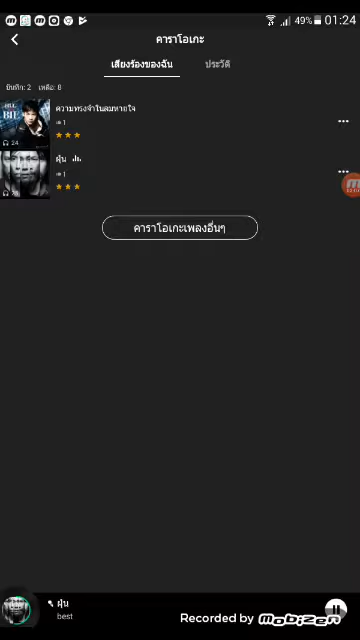 49% 01:24
คาราโอเกะ
เสียงร้องของฉัน ประวัติ
บันทึก: 2 เหลือ: 8
ความทรงจำในลมหายใจ
1
24
ฝุ่น
1
คาราโอเกะเพลงอื่นๆ
ฝุ่น
best
Recorded by mobizen